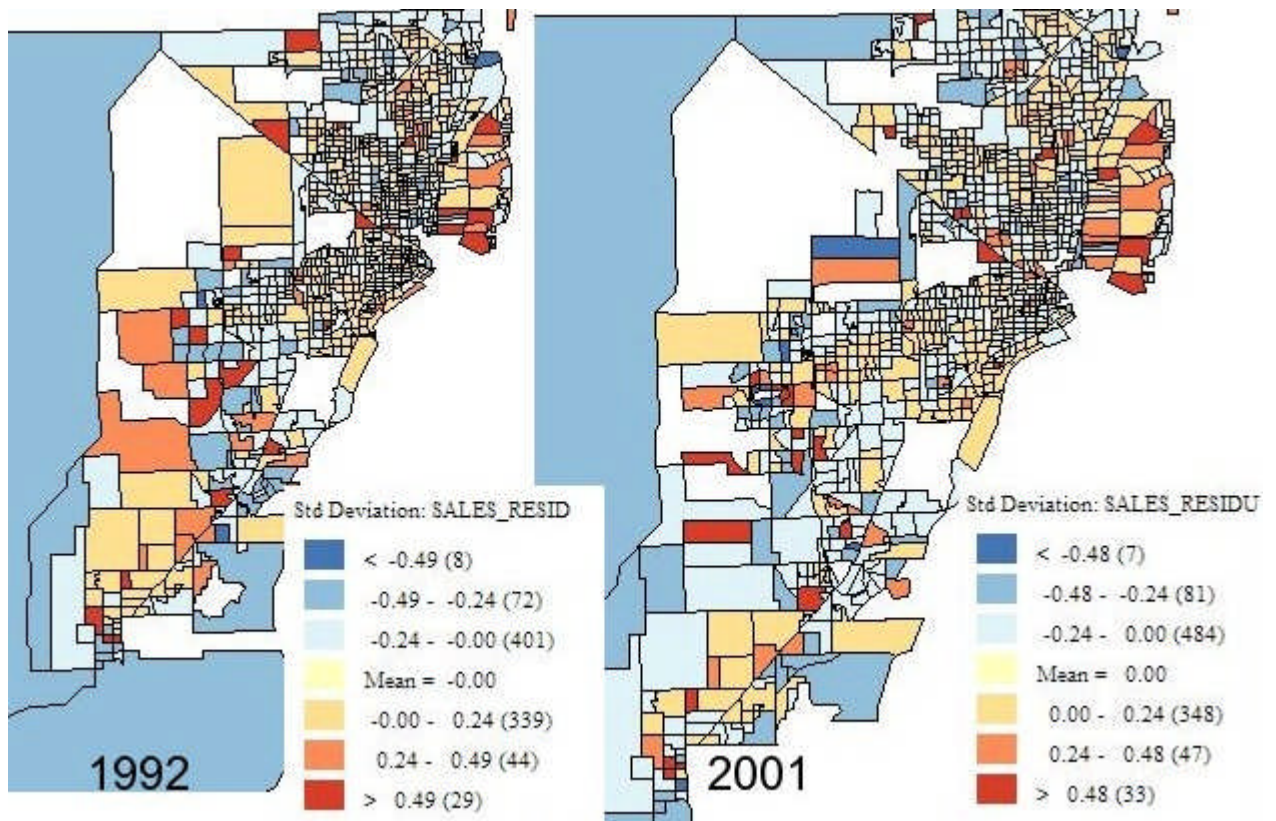 Std Deviation: SALES_RESID
< -0.49 (8)
-0.49 - -0.24 (72)
-0.24 - -0.00 (401)
Mean = -0.00
-0.00 - 0.24 (339)
0.24 - 0.49 (44)
> 0.49 (29)
1992
Std Deviation: SALES_RESIDU
< -0.48 (7)
-0.48 - -0.24 (81)
-0.24 - 0.00 (484)
Mean = 0.00
0.00 - 0.24 (348)
0.24 - 0.48 (47)
> 0.48 (33)
2001